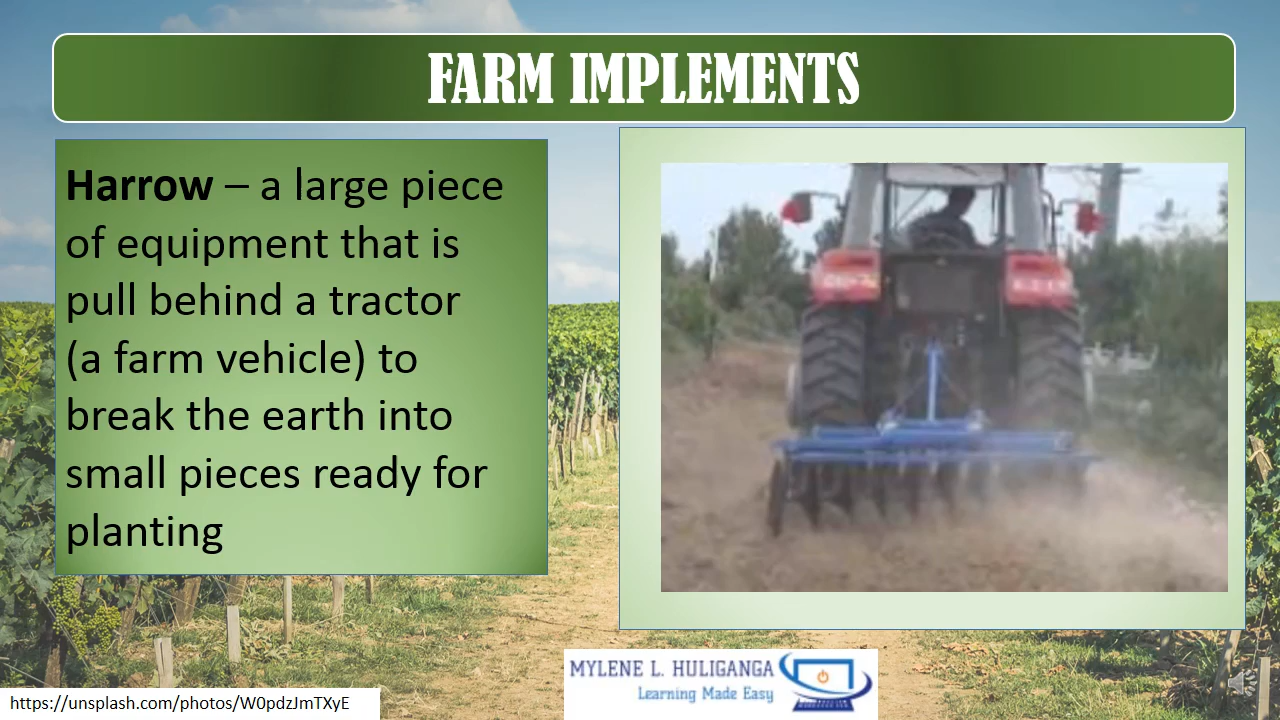 FARM IMPLEMENTS
Harrow – a large piece
of equipment that is
pull behind a tractor
(a farm vehicle) to
break the earth into
small pieces ready for
planting
MYLENE L. HULIGANGA
Learning Made Easy
https://unsplash.com/photos/W0pdzJmTXyE